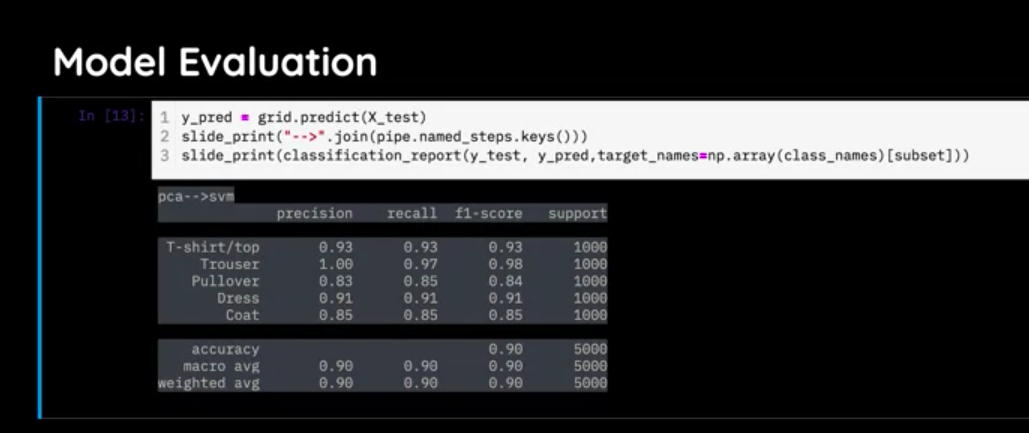 Model Evaluation
In [13]:
1 y_pred = grid.predict(X_test)
2 slide_print("-->".join(pipe.named_steps.keys()))
3 slide_print(classification_report(y_test, y_pred,target_names=np.array(class_names)[subset]))
pca-->svm
precision recall f1-score support
T-shirt/top 0.93 0.93 0.93 1000
Trouser 1.00 0.97 0.98 1000
Pullover 0.83 0.85 0.84 1000
Dress 0.91 0.91 0.91 1000
Coat 0.85 0.85 0.85 1000
accuracy 0.90 5000
macro avg 0.90 0.90 0.90 5000
weighted avg 0.90 0.90 0.90 5000